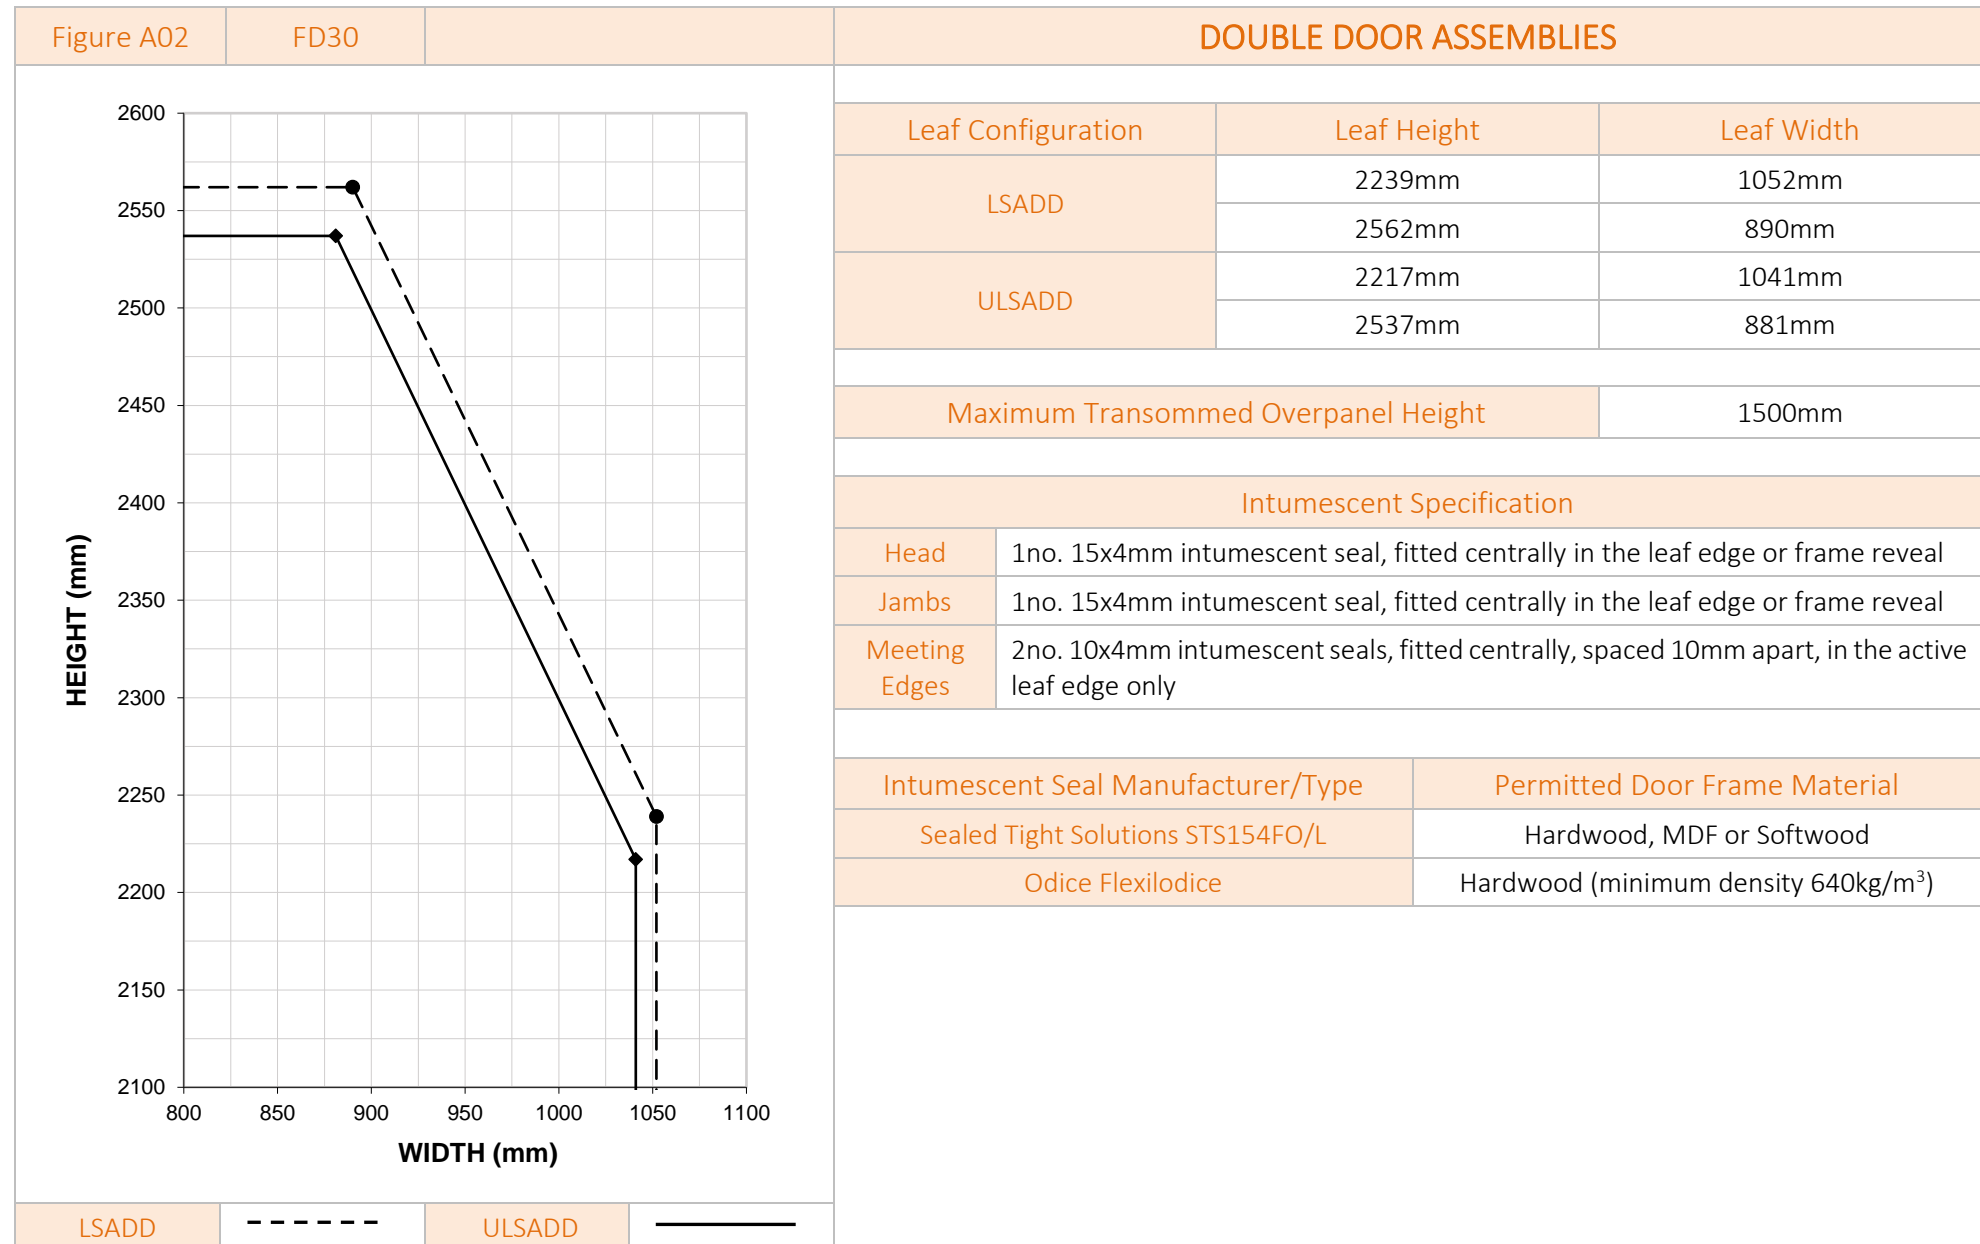 Figure A02 FD30 DOUBLE DOOR ASSEMBLIES
2600
2550
2500
2450
2400
2350
2300
2250
2200
2150
2100
HEIGHT (mm)
800 850 900 950 1000 1050 1100
WIDTH (mm)
LSADD ULSADD
Leaf Configuration Leaf Height Leaf Width
LSADD 2239mm 1052mm
2562mm 890mm
ULSADD 2217mm 1041mm
2537mm 881mm
Maximum Transommed Overpanel Height 1500mm
Intumescent Specification
Head 1no. 15x4mm intumescent seal, fitted centrally in the leaf edge or frame reveal
Jambs 1no. 15x4mm intumescent seal, fitted centrally in the leaf edge or frame reveal
Meeting Edges 2no. 10x4mm intumescent seals, fitted centrally, spaced 10mm apart, in the active
leaf edge only
Intumescent Seal Manufacturer/Type Permitted Door Frame Material
Sealed Tight Solutions STS154FO/L Hardwood, MDF or Softwood
Odice Flexilodice Hardwood (minimum density 640kg/m³)